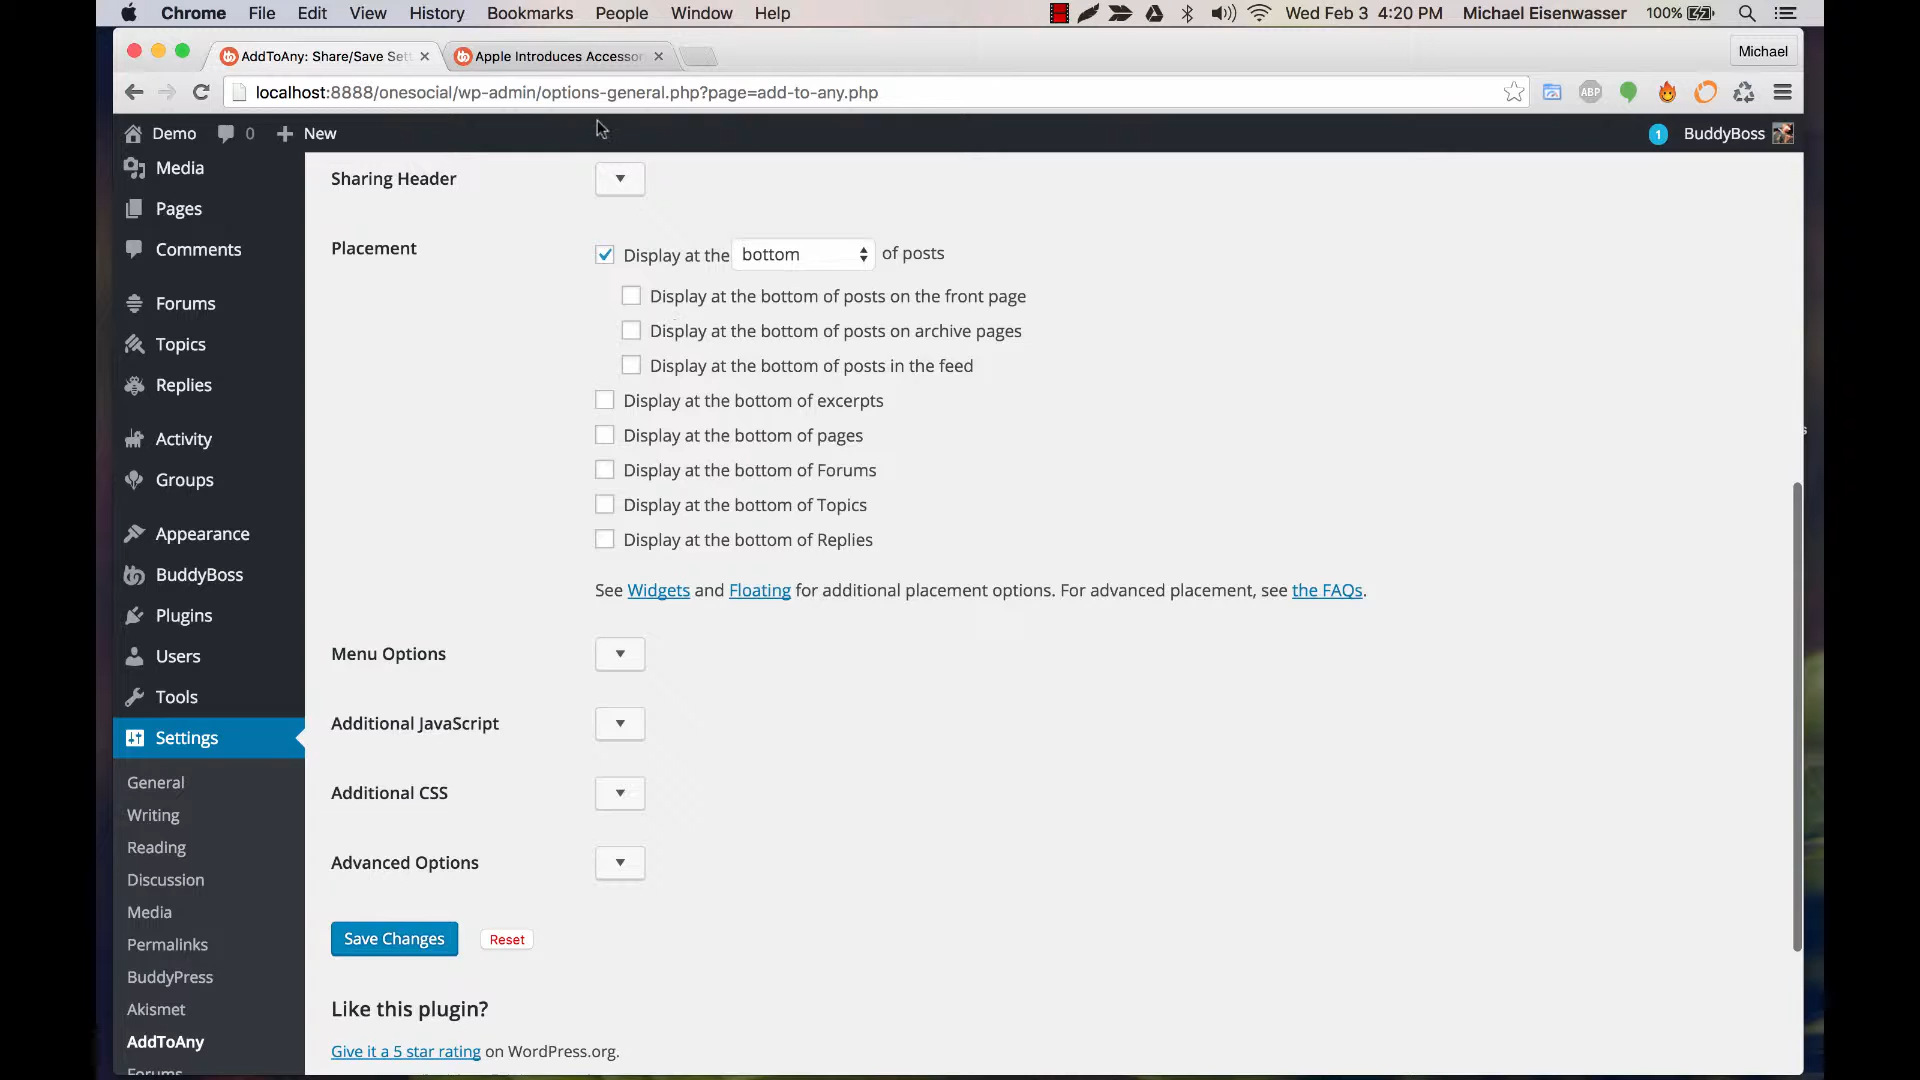 Chrome File Edit View History Bookmarks People Window Help Wed Feb 3 4:20 PM Michael Eisenwasser 100%
AddToAny: Share/Save Set Apple Introduces Accessor Michael
localhost:8888/onesocial/wp-admin/options-general.php?page=add-to-any.php ABP
Demo 0 New 1 BuddyBoss
Media
Pages
Comments
Forums
Topics
Replies
Activity
Groups
Appearance
BuddyBoss
Plugins
Users
Tools
Settings
General
Writing
Reading
Discussion
Media
Permalinks
BuddyPress
Akismet
AddToAny
Forums
Sharing Header
Placement
Display at the bottom of posts
Display at the bottom of posts on the front page
Display at the bottom of posts on archive pages
Display at the bottom of posts in the feed
Display at the bottom of excerpts
Display at the bottom of pages
Display at the bottom of Forums
Display at the bottom of Topics
Display at the bottom of Replies
See Widgets and Floating for additional placement options. For advanced placement, see the FAQs.
Menu Options
Additional JavaScript
Additional CSS
Advanced Options
Save Changes Reset
Like this plugin?
Give it a 5 star rating on WordPress.org.